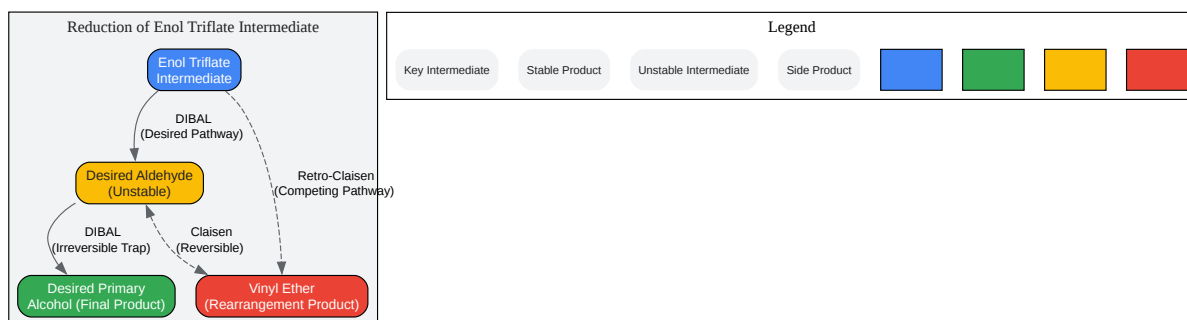 Reduction of Enol Triflate Intermediate
Enol Triflate
Intermediate
DIBAL
(Desired Pathway)
Desired Aldehyde
(Unstable)
Retro-Claisen
(Competing Pathway)
DIBAL
(Irreversible Trap)
Claisen
(Reversible)
Desired Primary
Alcohol (Final Product)
Vinyl Ether
(Rearrangement Product)
Legend
Key Intermediate
Stable Product
Unstable Intermediate
Side Product